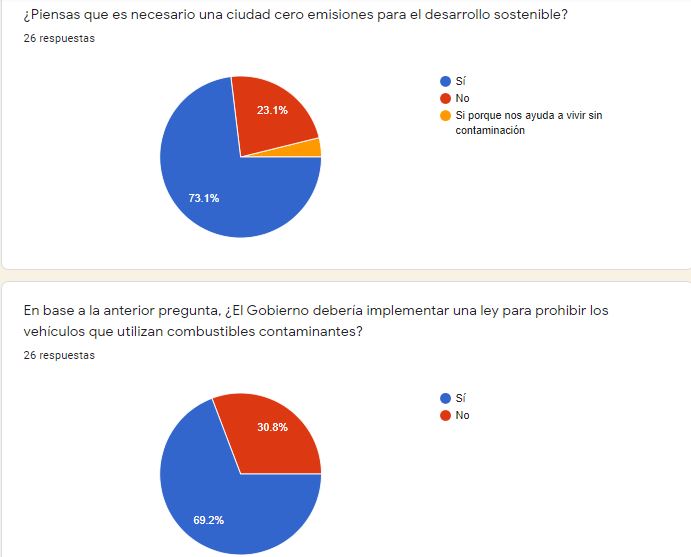 ¿Piensas que es necesario una ciudad cero emisiones para el desarrollo sostenible?
26 respuestas
Sí
No
Si porque nos ayuda a vivir sin
contaminación
23.1%
73.1%
En base a la anterior pregunta, ¿El Gobierno debería implementar una ley para prohibir los
vehículos que utilizan combustibles contaminantes?
26 respuestas
Sí
No
30.8%
69.2%